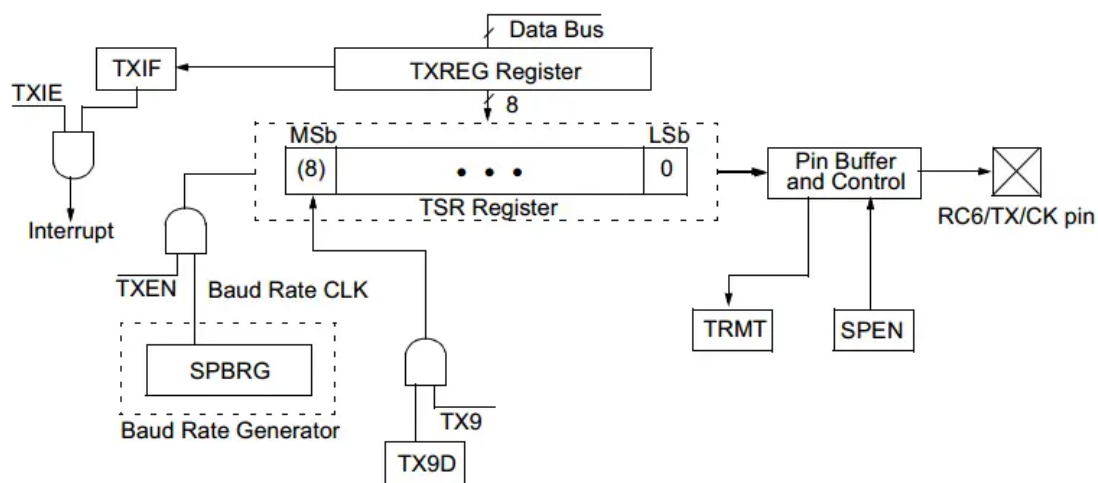 Data Bus
TXIF
TXREG Register
TXIE
8
MSb
LSb
(8)
• • •
0
Pin Buffer
and Control
TSR Register
Interrupt
RC6/TX/CK pin
TXEN
Baud Rate CLK
TRMT
SPEN
SPBRG
TX9
Baud Rate Generator
TX9D